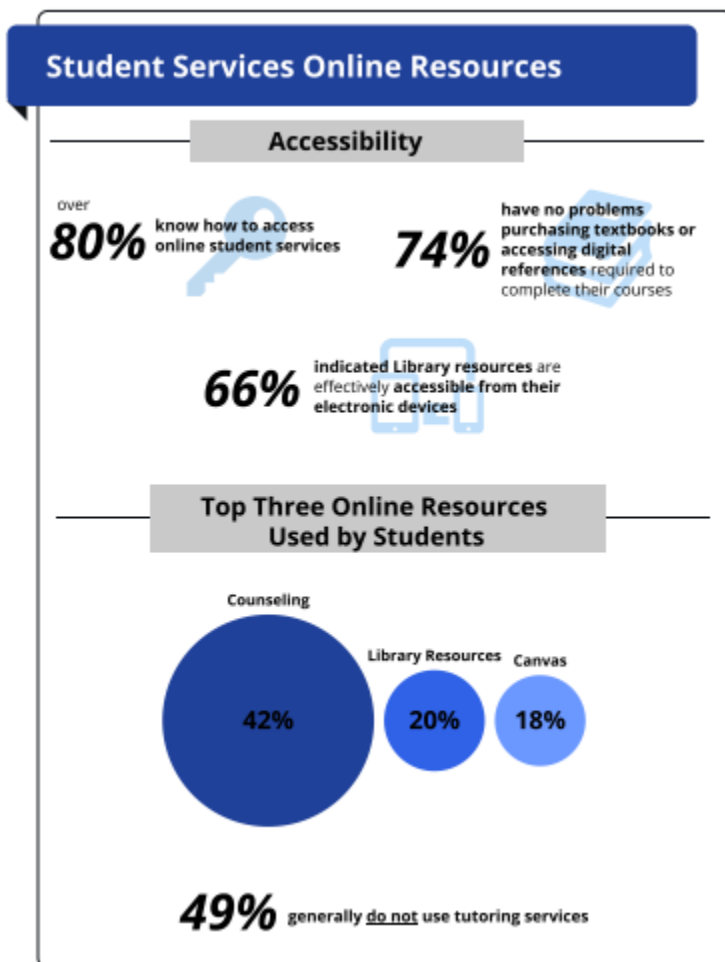 Student Services Online Resources
Accessibility
over
80%
know how to access
online student services
74%
have no problems
purchasing textbooks or
accessing digital
references required to
complete their courses
66%
indicated Library resources are
effectively accessible from their
electronic devices
Top Three Online Resources
Used by Students
Counseling
42%
Library Resources
20%
Canvas
18%
49% generally do not use tutoring services